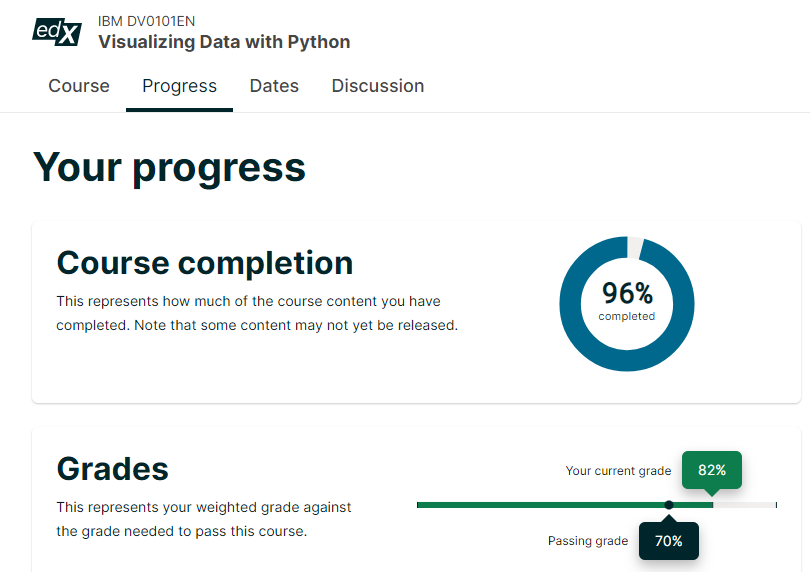 edX
IBM DV0101EN
Visualizing Data with Python
Course Progress Dates Discussion
Your progress
Course completion
This represents how much of the course content you have
completed. Note that some content may not yet be released.
96%
completed
Grades
This represents your weighted grade against
the grade needed to pass this course.
Your current grade 82%
Passing grade 70%